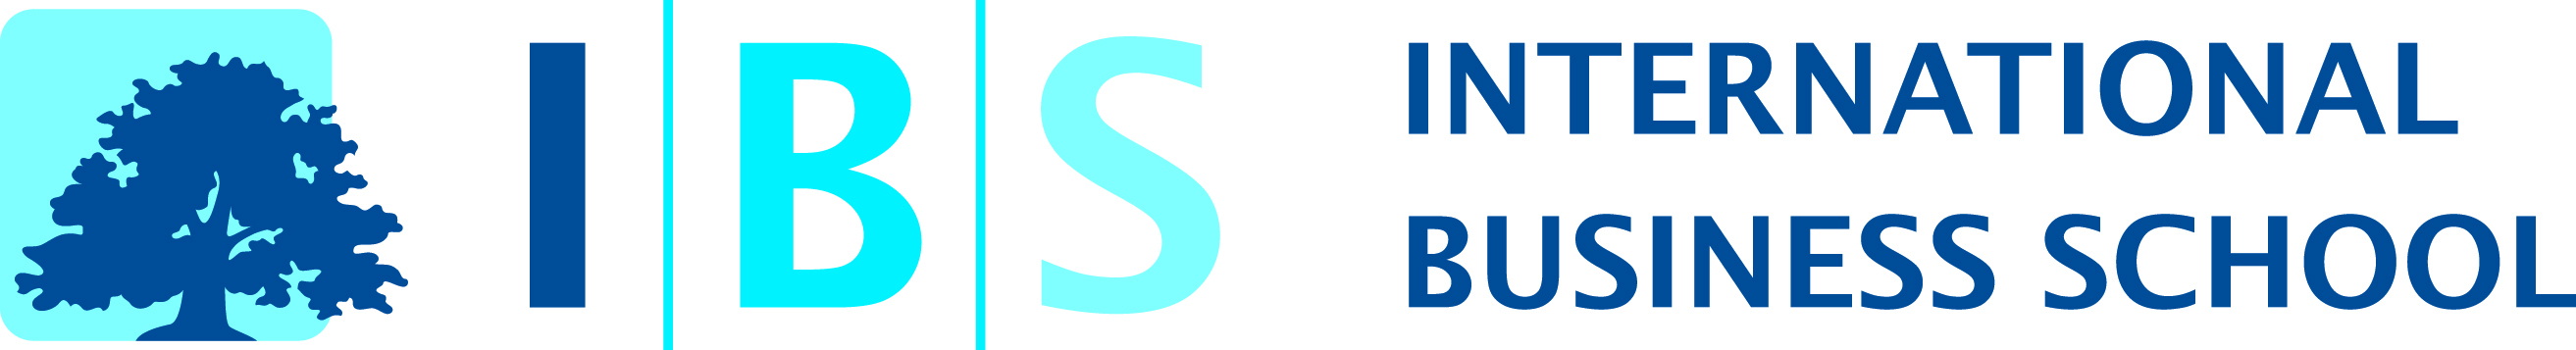 I|B|S
INTERNATIONAL
BUSINESS SCHOOL